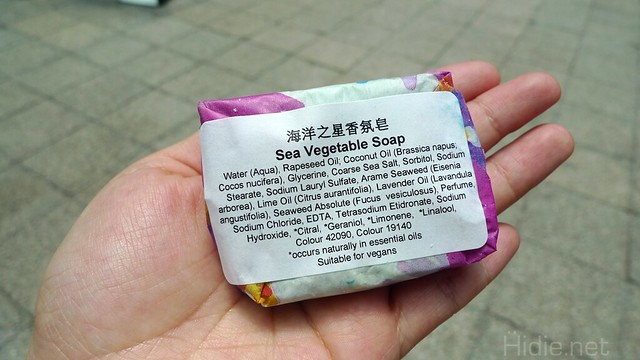 海洋之星香氛皂
Sea Vegetable Soap
Water (Aqua), Rapeseed Oil; Coconut Oil (Brassica napus;
Cocos nucifera), Glycerine, Coarse Sea Salt, Sorbitol, Sodium
Stearate, Sodium Lauryl Sulfate, Arame Seaweed (Eisenia
arborea), Lime Oil (Citrus aurantifolia), Lavender Oil (Lavandula
angustifolia), Seaweed Absolute (Fucus vesiculosus), Perfume,
Sodium Chloride, EDTA, Tetrasodium Etidronate, Sodium
Hydroxide, *Citral, *Geraniol, *Limonene, *Linalool,
Colour 42090, Colour 19140
*occurs naturally in essential oils
Suitable for vegans
Hidie.net